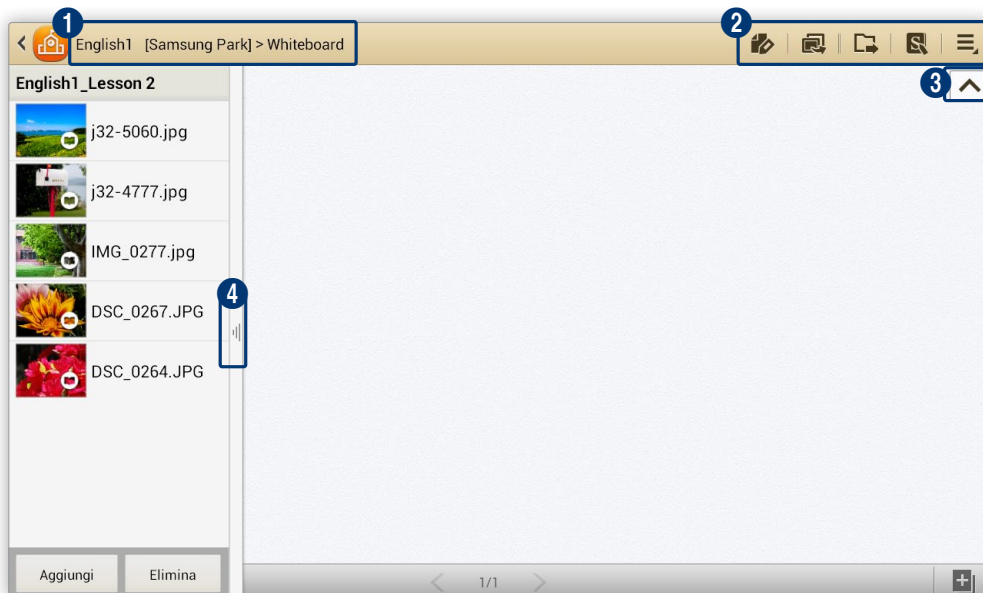 1
2
English1 [Samsung Park] > Whiteboard
3
English1_Lesson 2
j32-5060.jpg
j32-4777.jpg
IMG_0277.jpg
4
DSC_0267.JPG
DSC_0264.JPG
Aggiungi Elimina
1/1